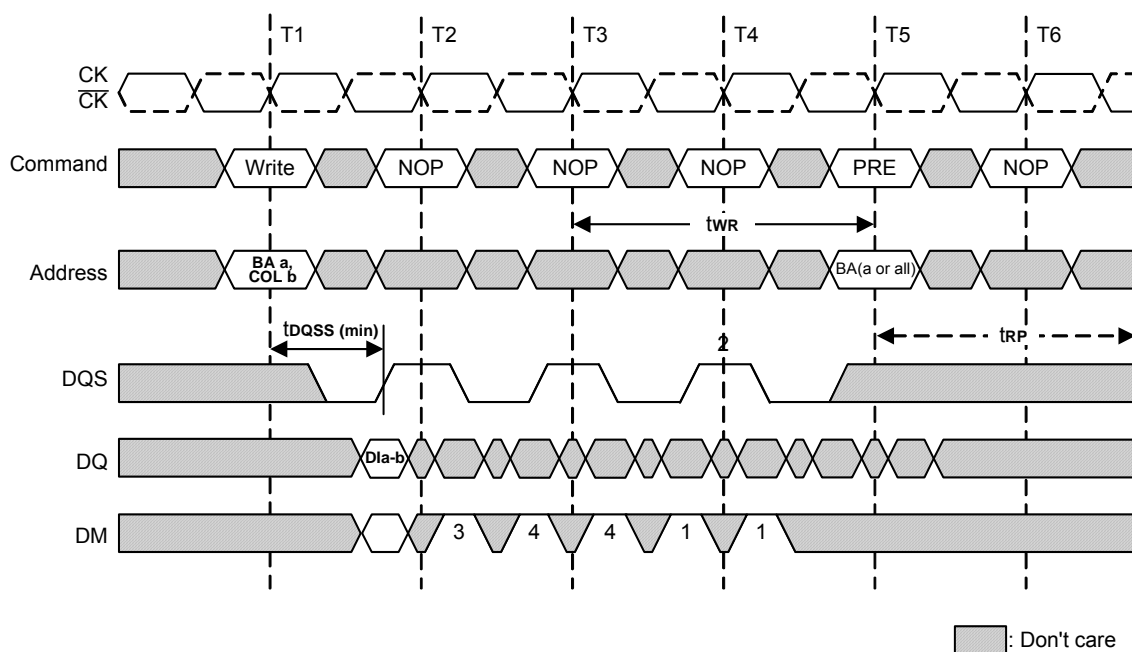 T1 T2 T3 T4 T5 T6
CK
CK
Command Write NOP NOP NOP PRE NOP
tWR
Address BA a, COL b BA(a or all)
tDQSS (min) tRP
2
DQS
DQ DIa-b
DM 3 4 4 1 1
: Don't care